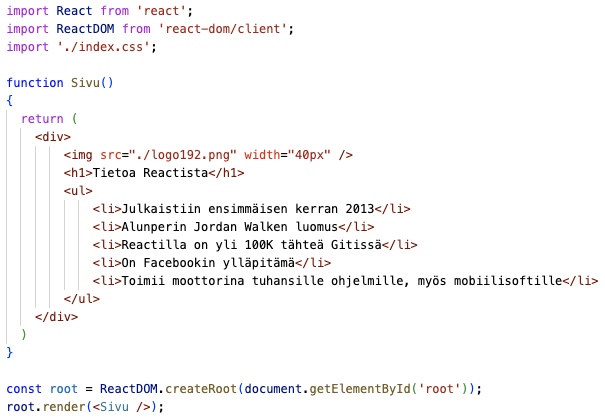 import React from 'react';
import ReactDOM from 'react-dom/client';
import './index.css';

function Sivu()
{
  return (
    <div>
        <img src="./logo192.png" width="40px" />
        <h1>Tietoa Reactista</h1>
        <ul>
            <li>Julkaistiin ensimmäisen kerran 2013</li>
            <li>Alunperin Jordan Walken luomus</li>
            <li>Reactilla on yli 100K tähteä Gitissä</li>
            <li>On Facebookin ylläpitämä</li>
            <li>Toimii moottorina tuhansille ohjelmille, myös mobiilisoftille</li>
        </ul>
    </div>
  )
}

const root = ReactDOM.createRoot(document.getElementById('root'));
root.render(<Sivu />);